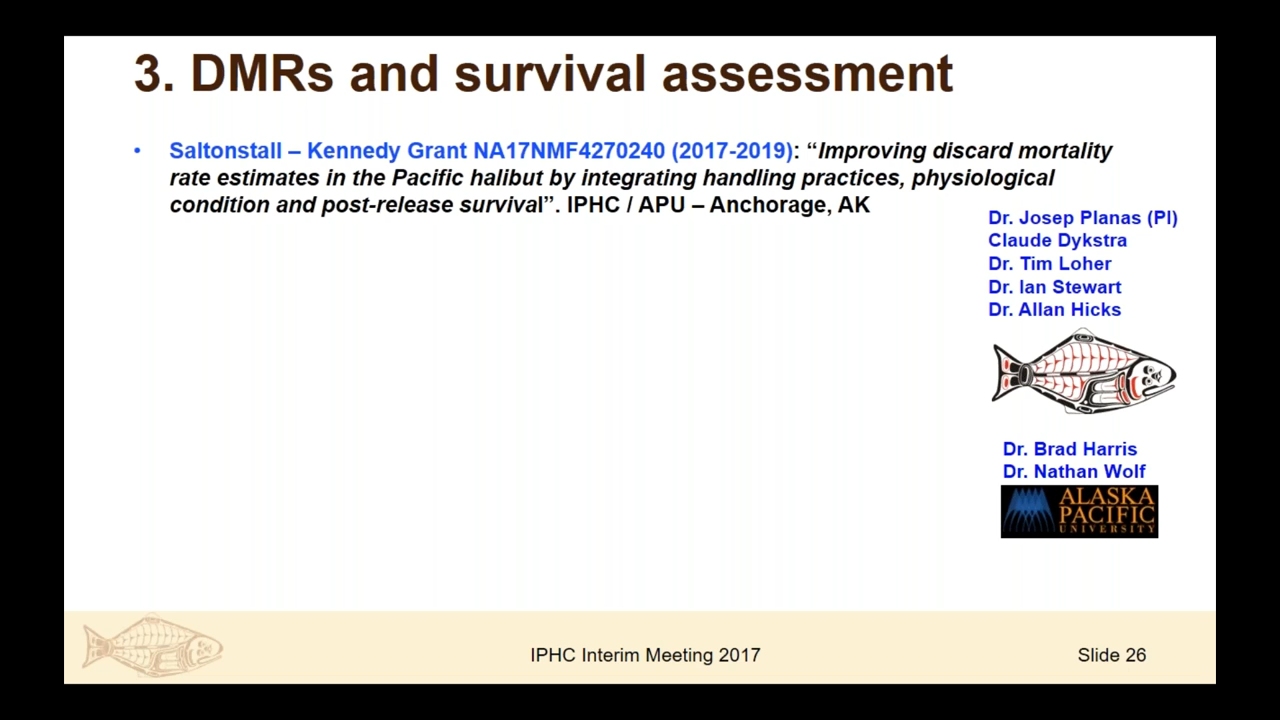 3. DMRs and survival assessment
• Saltonstall – Kennedy Grant NA17NMF4270240 (2017-2019): “Improving discard mortality
rate estimates in the Pacific halibut by integrating handling practices, physiological
condition and post-release survival”. IPHC / APU – Anchorage, AK
Dr. Josep Planas (PI)
Claude Dykstra
Dr. Tim Loher
Dr. Ian Stewart
Dr. Allan Hicks
Dr. Brad Harris
Dr. Nathan Wolf
ALASKA
PACIFIC
UNIVERSITY
IPHC Interim Meeting 2017
Slide 26